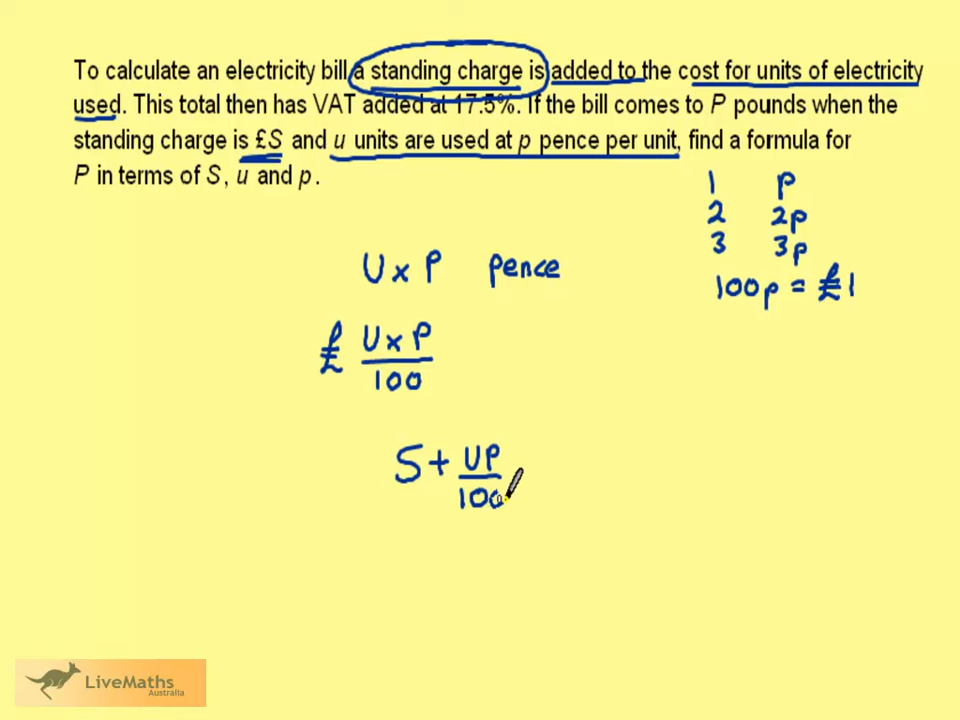 To calculate an electricity bill a standing charge is added to the cost for units of electricity
used. This total then has VAT added at 17.5%. If the bill comes to P pounds when the
standing charge is £S and u units are used at p pence per unit, find a formula for
P in terms of S, u and p.
1 p
2 2p
3 3p
100p = £1
U x P pence
£ U x P
100
S + UP
100
LiveMaths
Australia